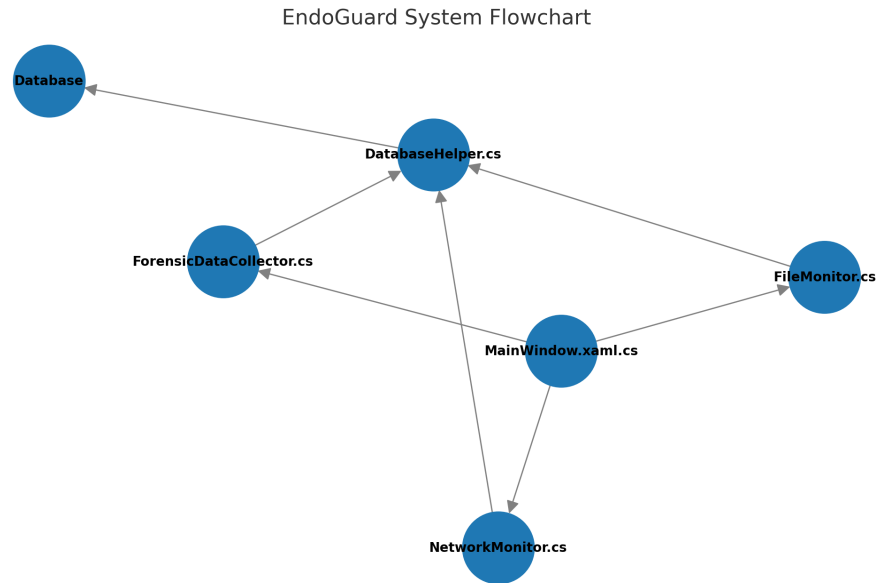 EndoGuard System Flowchart
Database
DatabaseHelper.cs
ForensicDataCollector.cs
FileMonitor.cs
MainWindow.xaml.cs
NetworkMonitor.cs